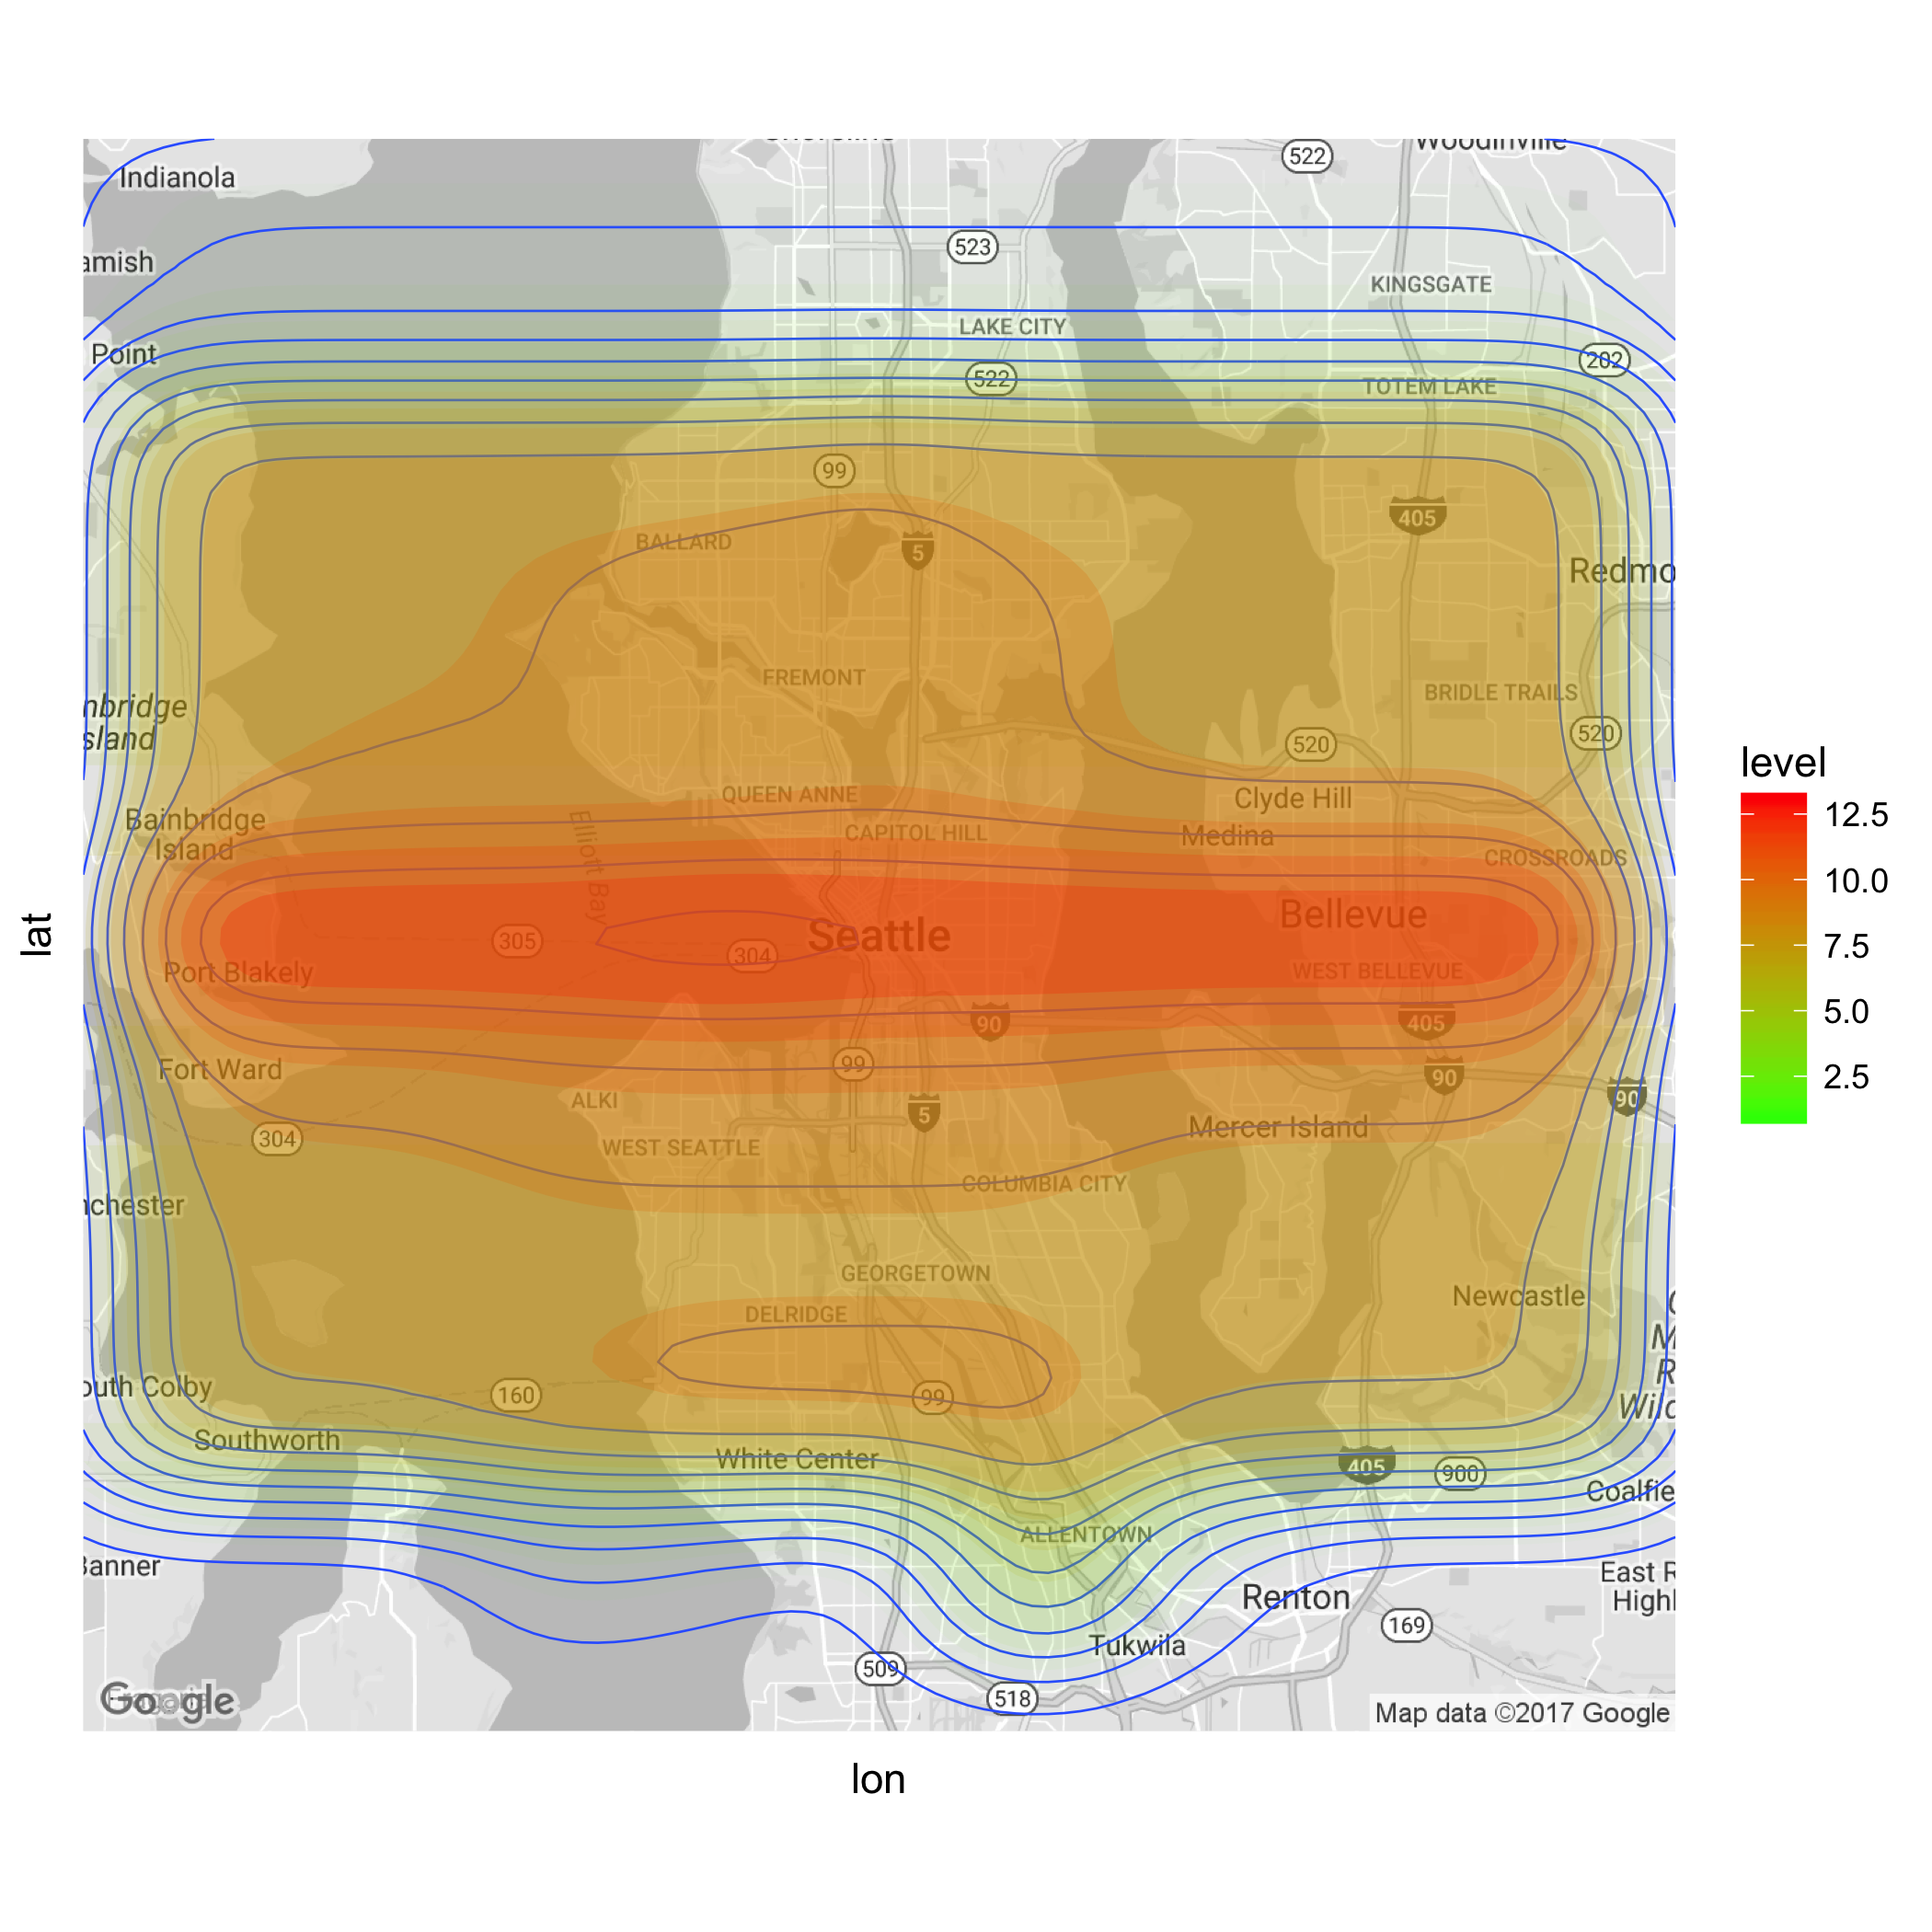 Woodinville
522
Indianola
523
amish
KINGSGATE
LAKE CITY
Point
202
522
TOTEM LAKE
99
405
BALLARD
5
Redmo
FREMONT
BRIDLE TRAILS
nbridge
sland
520
520
level
QUEEN ANNE
Clyde Hill
12.5
Bainbridge
Island
Elliott Bay
CAPITOL HILL
Medina
CROSSROADS
10.0
Seattle
Bellevue
lat
305
304
7.5
Port Blakely
WEST BELLEVUE
90
405
5.0
Fort Ward
99
90
2.5
ALKI
5
90
304
WEST SEATTLE
Mercer Island
COLUMBIA CITY
nchester
GEORGETOWN
Newcastle
DELRIDGE
M
R
outh Colby
160
99
Wild
Southworth
White Center
405
900
Coalfie
ALLENTOWN
Banner
East R
Highl
Renton
169
Tukwila
509
518
Google
Map data ©2017 Google
lon